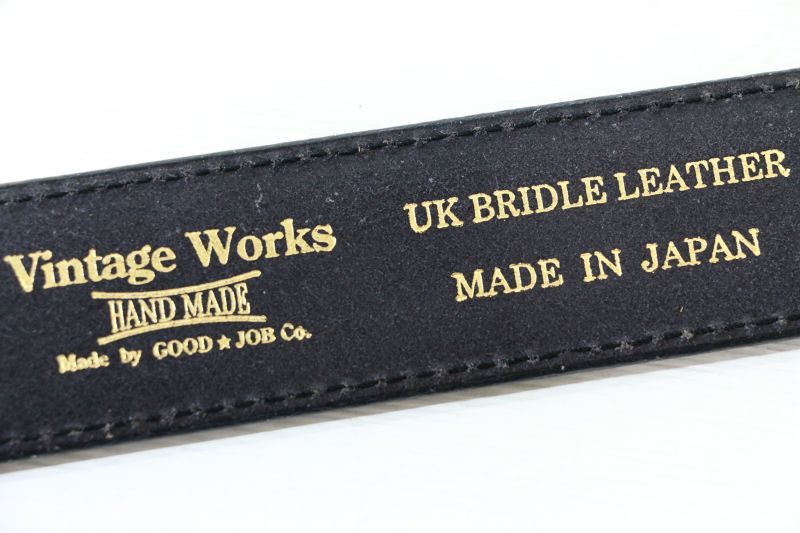 Vintage Works
HAND MADE
Made by GOOD★JOB Co.
UK BRIDLE LEATHER
MADE IN JAPAN